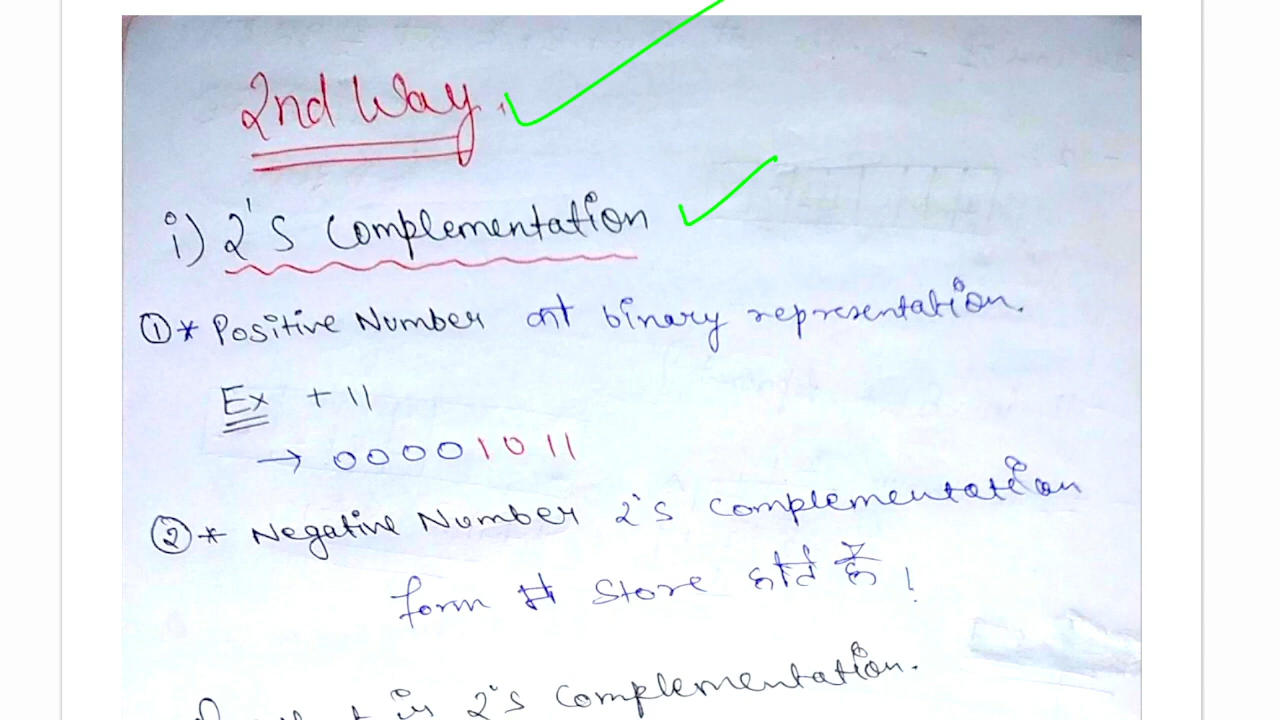 2nd Way.
i) 2's Complementation
①* Positive Number का binary representation.
Ex + 11
→ 00001011
②* Negative Number 2's complementation
form में Store होते हैं !
is 2's Complementation.